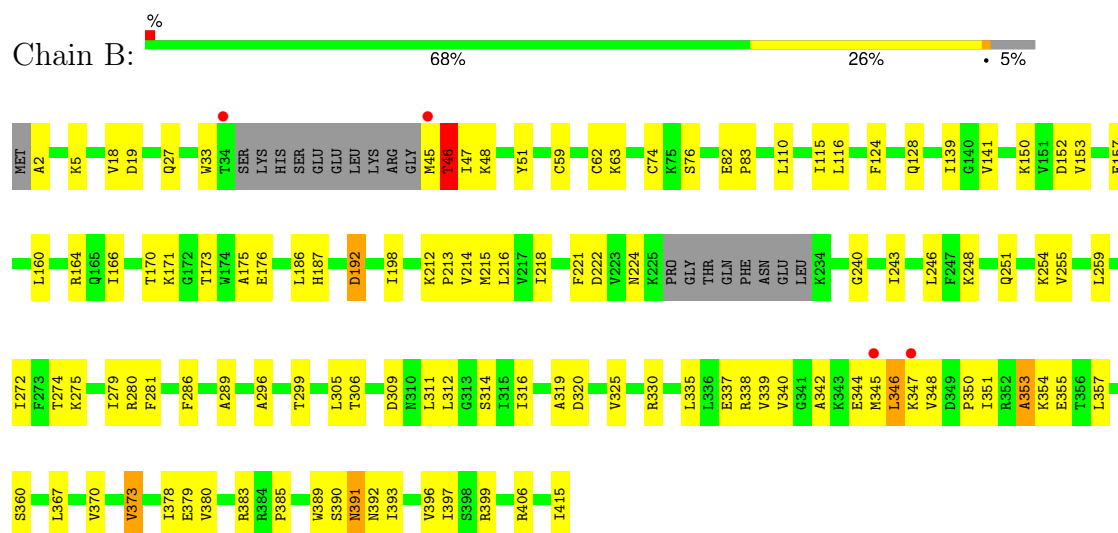 %
Chain B:
68% 26% • 5%
MET A2 K5 V18 D19 Q27 W33 T34 SER LYS HIS SER GLU GLU LEU LYS ARG GLY M45 T46 I47 K48 Y51 C59 C62 K63 C74 K75 S76 E82 P83 L110 I115 L116 F124 Q128 I139 G140 V141 K150 V151 D152 V153 E157
L160 R164 Q165 I166 T170 K171 G172 T173 W174 A175 E176 L186 H187 D192 I198 K212 P213 V214 M215 L216 V217 I218 F221 D222 V223 N224 K225 PRO GLY THR GLN PHE ASN GLU LEU K234 G240 I243 L246 F247 K248 Q251 K254 V255 L259
I272 F273 T274 K275 I279 R280 F281 F286 A289 A296 T299 L305 T306 D309 N310 L311 L312 G313 S314 I315 I316 A319 D320 V325 R330 L335 L336 E337 R338 V339 V340 G341 A342 K343 E344 M345 L346 K347 V348 D349 P350 I351 R352 A353 K354 E355 T356 L357
S360 L367 V370 V373 I378 E379 V380 R383 R384 P385 W389 S390 N391 N392 I393 V396 I397 S398 R399 R406 I415